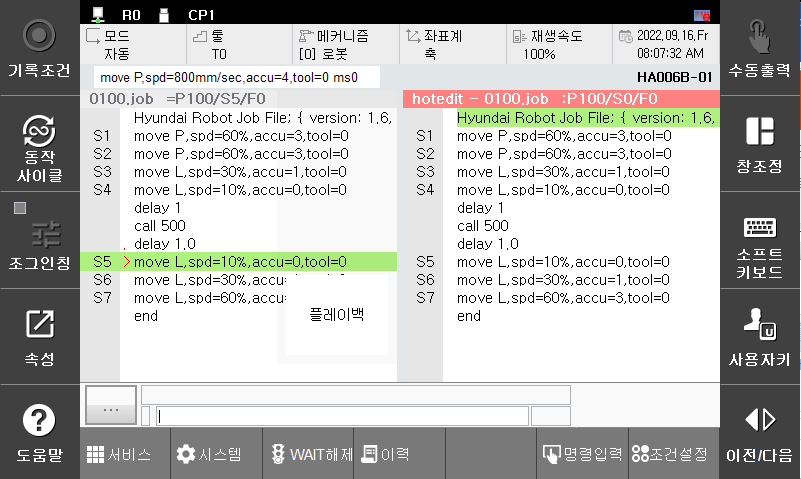 R0 CP1
모드
자동
툴
T0
메커니즘
[0] 로봇
좌표계
축
재생속도
100%
2022,09,16,Fr
08:07:32 AM
move P,spd=800mm/sec,accu=4,tool=0 ms0
HA006B-01
0100.job =P100/S5/F0
Hyundai Robot Job File; { version: 1.6,
S1 move P,spd=60%,accu=3,tool=0
S2 move P,spd=60%,accu=3,tool=0
S3 move L,spd=30%,accu=1,tool=0
S4 move L,spd=10%,accu=0,tool=0
delay 1
call 500
delay 1.0
S5 >move L,spd=10%,accu=0,tool=0
S6 move L,spd=30%,accu=
S7 move L,spd=60%,accu=
end
플레이백
hotedit - 0100.job :P100/S0/F0
Hyundai Robot Job File; { version: 1.6,
S1 move P,spd=60%,accu=3,tool=0
S2 move P,spd=60%,accu=3,tool=0
S3 move L,spd=30%,accu=1,tool=0
S4 move L,spd=10%,accu=0,tool=0
delay 1
call 500
delay 1.0
S5 move L,spd=10%,accu=0,tool=0
S6 move L,spd=30%,accu=1,tool=0
S7 move L,spd=60%,accu=3,tool=0
end
기록조건
동작
사이클
조그인칭
속성
도움말
수동출력
창조정
소프트
키보드
사용자키
이전/다음
...
서비스
시스템
WAIT해제
이력
명령입력
조건설정